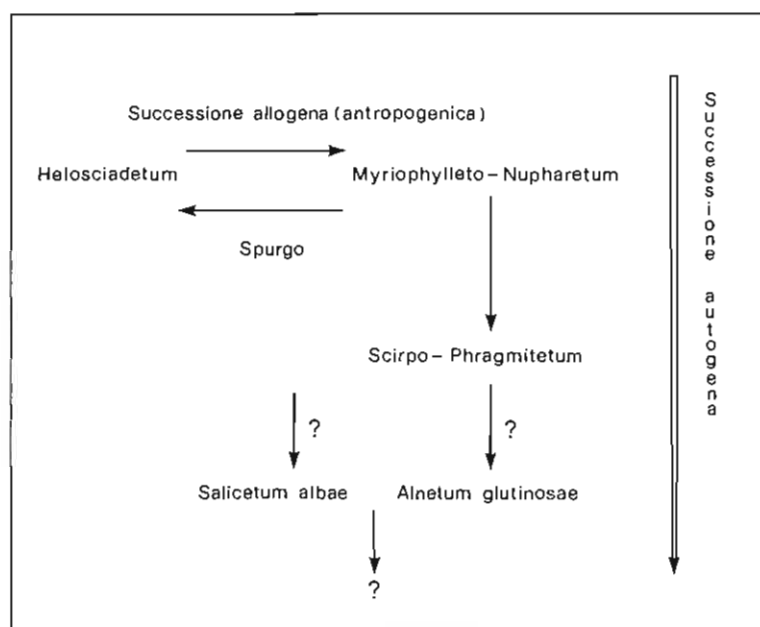 Successione allogena (antropogenica)
Helosciadetum
Myriophylleto – Nupharetum
Spurgo
Scirpo – Phragmitetum
?
?
Salicetum albae
Alnetum glutinosae
?
Successione autogena